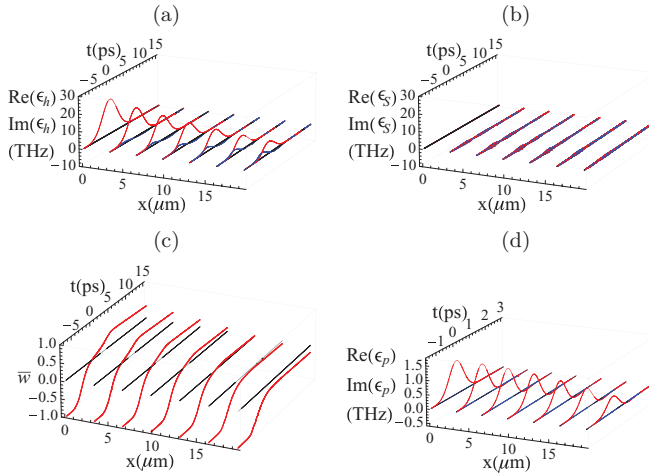 (a)
t(ps)
−5 0 5 10 15
Re(ϵh)
Im(ϵh)
(THz)
30
20
10
0
−10
0 5 10 15
x(μm)
(b)
t(ps)
−5 0 5 10 15
Re(ϵS)
Im(ϵS)
(THz)
30
20
10
0
−10
0 5 10 15
x(μm)
(c)
t(ps)
−5 0 5 10 15
w̅
1.0
0.5
0.0
−0.5
−1.0
0 5 10 15
x(μm)
(d)
t(ps)
−1 0 1 2 3
Re(ϵp)
Im(ϵp)
(THz)
1.5
1.0
0.5
0.0
−0.5
0 5 10 15
x(μm)